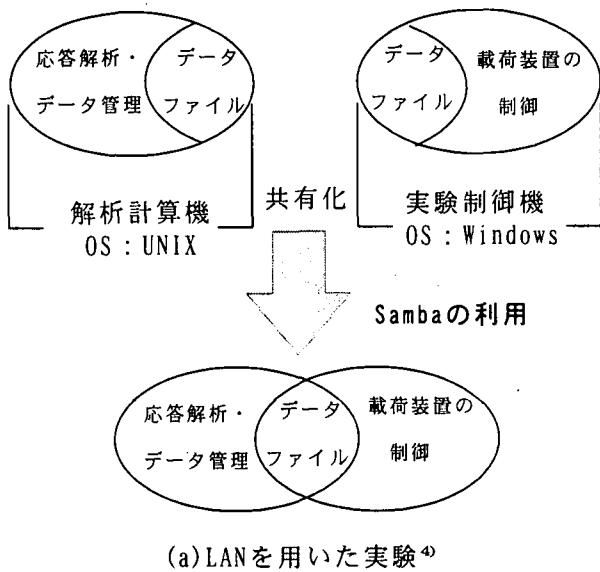 応答解析・
データ管理
データ
ファイル
データ
ファイル
載荷装置の
制御
解析計算機
OS：UNIX
共有化
実験制御機
OS：Windows
Sambaの利用
応答解析・
データ管理
データ
ファイル
載荷装置の
制御
(a)LANを用いた実験⁴⁾